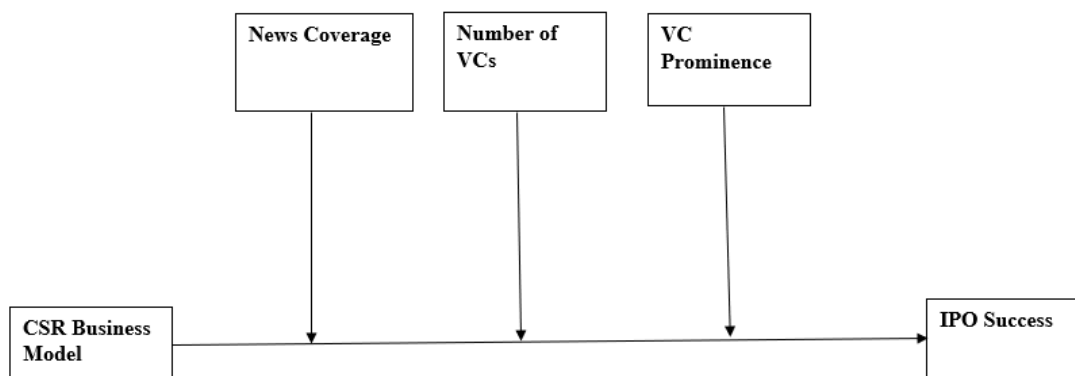 News Coverage
Number of
VCs
VC
Prominence
CSR Business
Model
IPO Success